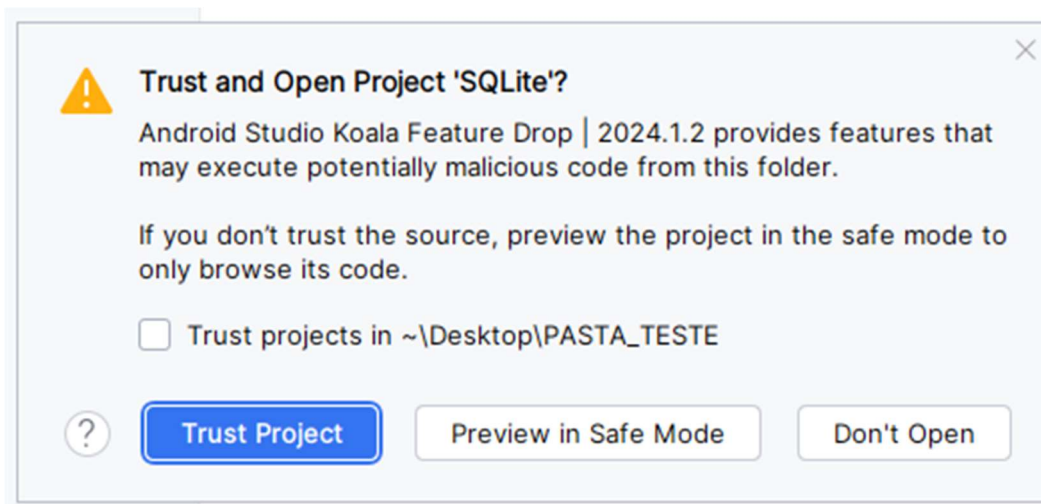 Trust and Open Project 'SQLite'?
Android Studio Koala Feature Drop | 2024.1.2 provides features that
may execute potentially malicious code from this folder.
If you don’t trust the source, preview the project in the safe mode to
only browse its code.
Trust projects in ~\Desktop\PASTA_TESTE
? Trust Project Preview in Safe Mode Don't Open